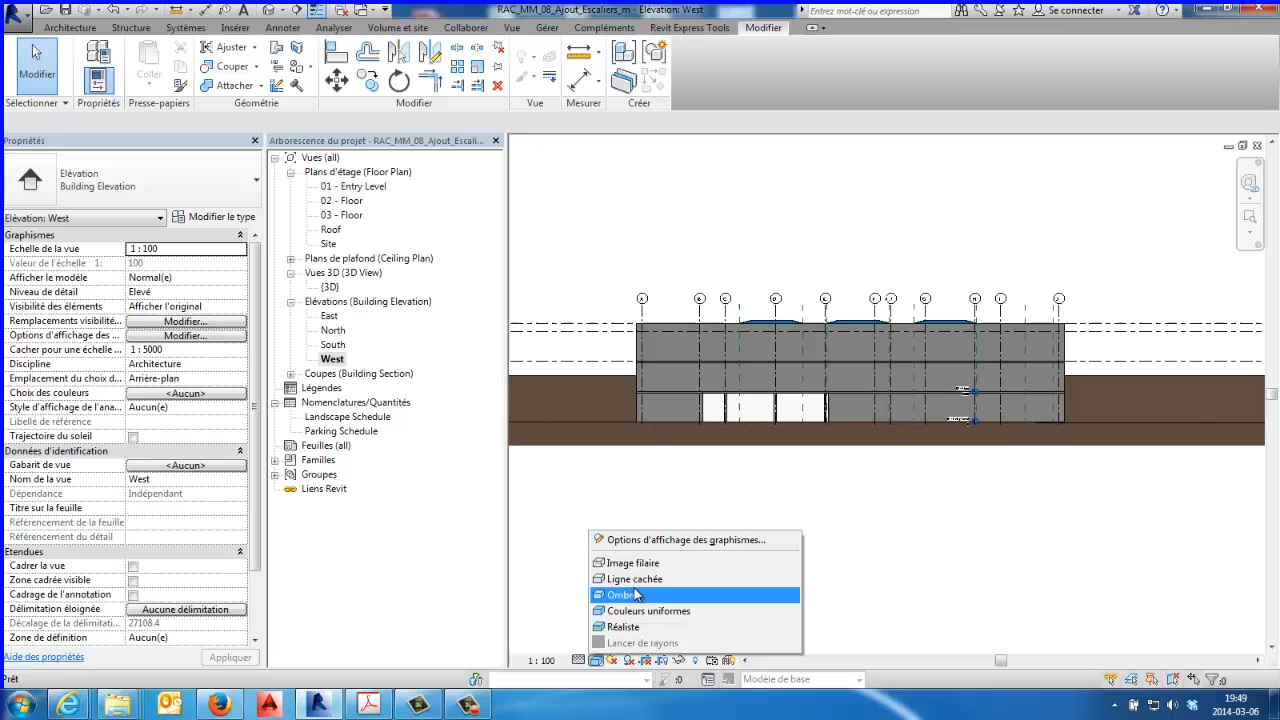 RAC_MM_08_Ajout_Escaliers_m - Elévation: West
Entrez mot-clé ou expression
Se connecter
Architecture Structure Systèmes Insérer Annoter Analyser Volume et site Collaborer Vue Gérer Compléments Revit Express Tools Modifier
Modifier
Coller
Ajuster
Couper
Attacher
Sélectionner Propriétés Presse-papiers Géométrie Modifier Vue Mesurer Créer
Propriétés
Elévation
Building Elevation
Elévation: West
Modifier le type
Graphismes
Echelle de la vue 1 : 100
Valeur de l'échelle 1: 100
Afficher le modèle Normal(e)
Niveau de détail Elevé
Visibilité des éléments Afficher l'original
Remplacements visibilité... Modifier...
Options d'affichage des ... Modifier...
Cacher pour une échelle ... 1 : 5000
Discipline Architecture
Emplacement du choix d... Arrière-plan
Choix des couleurs <Aucun>
Style d'affichage de l'ana... Aucun(e)
Libellé de référence
Trajectoire du soleil
Données d'identification
Gabarit de vue <Aucun>
Nom de la vue West
Dépendance Indépendant
Titre sur la feuille
Référencement de la feuille
Référencement du détail
Etendues
Cadrer la vue
Zone cadrée visible
Cadrage de l'annotation
Délimitation éloignée Aucune délimitation
Décalage de la délimitati... 27108.4
Zone de définition Aucun(e)
Aide des propriétés
Appliquer
Arborescence du projet - RAC_MM_08_Ajout_Escali...
Vues (all)
Plans d'étage (Floor Plan)
01 - Entry Level
02 - Floor
03 - Floor
Roof
Site
Plans de plafond (Ceiling Plan)
Vues 3D (3D View)
{3D}
Elévations (Building Elevation)
East
North
South
West
Coupes (Building Section)
Légendes
Nomenclatures/Quantités
Landscape Schedule
Parking Schedule
Feuilles (all)
Familles
Groupes
Liens Revit
Options d'affichage des graphismes...
Image filaire
Ligne cachée
Couleurs uniformes
Réaliste
Lancer de rayons
1 : 100
Prêt
:0
Modèle de base
:0
19:49
2014-03-06